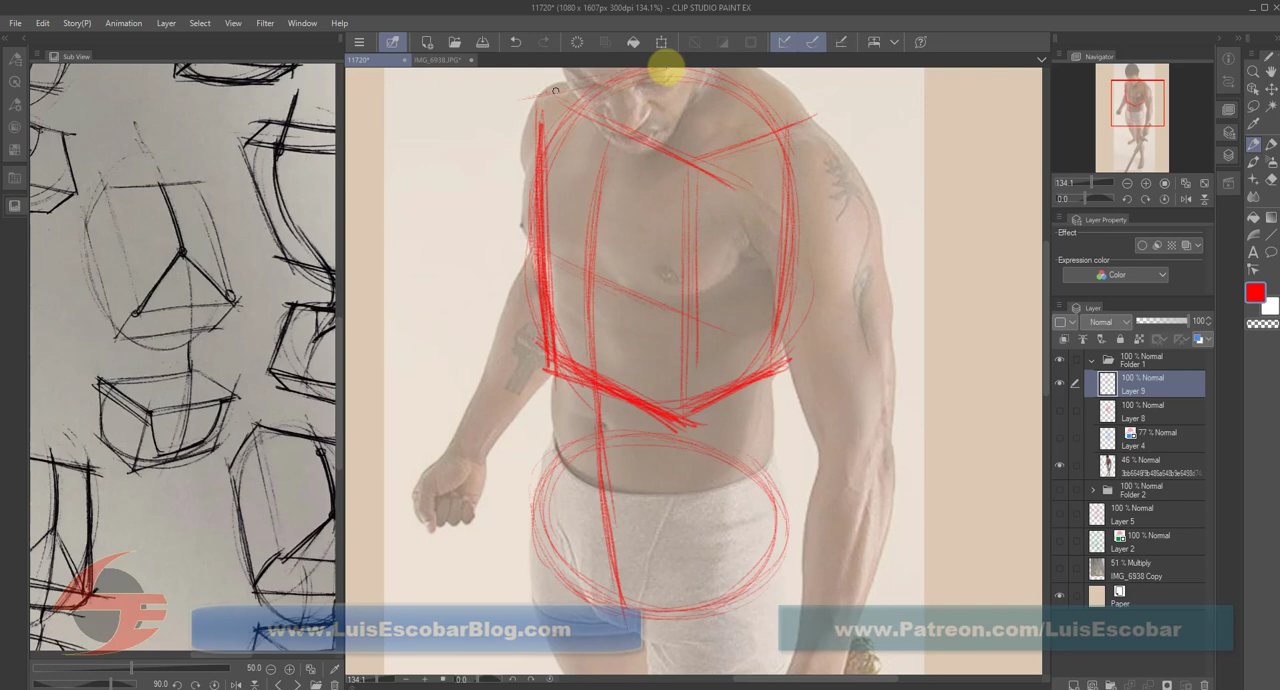 11720* (1080 x 1607px 300dpi 134.1%) - CLIP STUDIO PAINT EX
File Edit Story(P) Animation Layer Select View Filter Window Help
Sub View
11720*
IMG_6938.JPG*
Navigator
134.1
0.0
Layer Property
Effect
Expression color
Color
Layer
Normal
100
100 % Normal
Folder 1
100 % Normal
Layer 9
100 % Normal
Layer 8
77 % Normal
Layer 4
46 % Normal
100 % Normal
Folder 2
100 % Normal
Layer 5
100 % Normal
Layer 2
51 % Multiply
IMG_6938 Copy
Paper
www.LuisEscobarBlog.com
www.Patreon.com/LuisEscobar
50.0
90.0
134.1
0.0